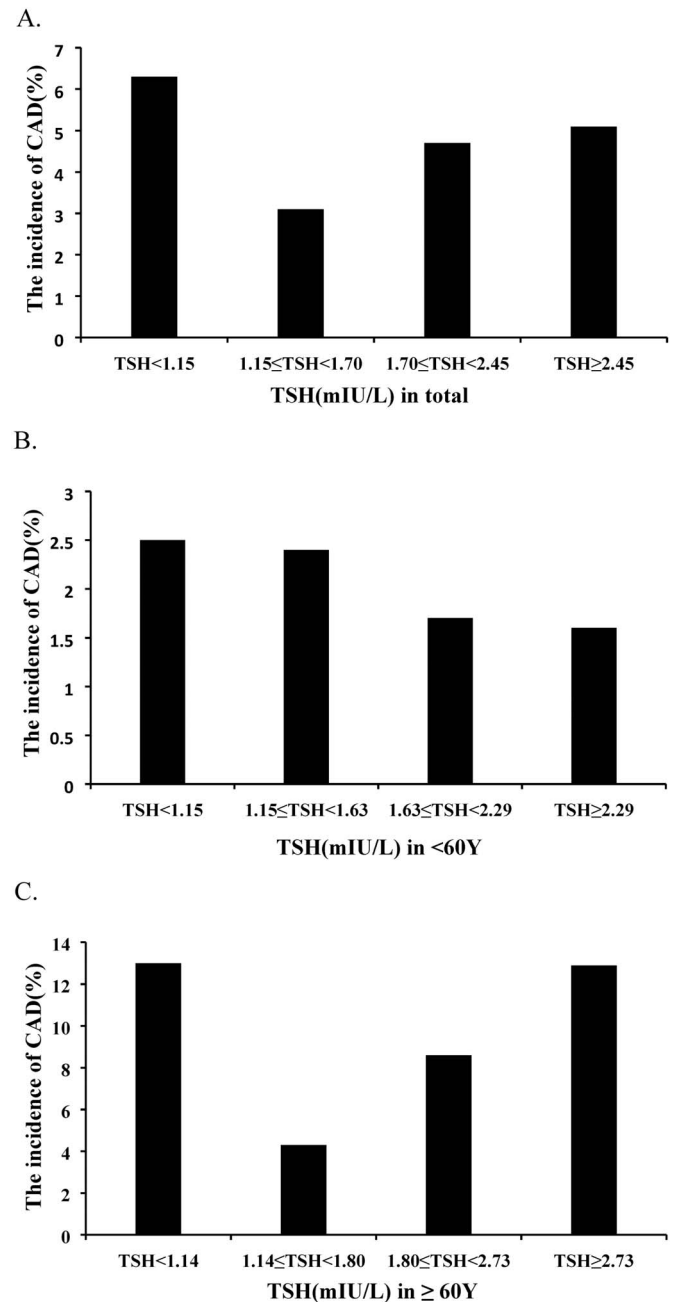 A.
The incidence of CAD(%)
7
6
5
4
3
2
1
0
TSH<1.15 1.15≤TSH<1.70 1.70≤TSH<2.45 TSH≥2.45
TSH(mIU/L) in total
B.
The incidence of CAD(%)
3
2.5
2
1.5
1
0.5
0
TSH<1.15 1.15≤TSH<1.63 1.63≤TSH<2.29 TSH≥2.29
TSH(mIU/L) in <60Y
C.
The incidence of CAD(%)
14
12
10
8
6
4
2
0
TSH<1.14 1.14≤TSH<1.80 1.80≤TSH<2.73 TSH≥2.73
TSH(mIU/L) in ≥ 60Y